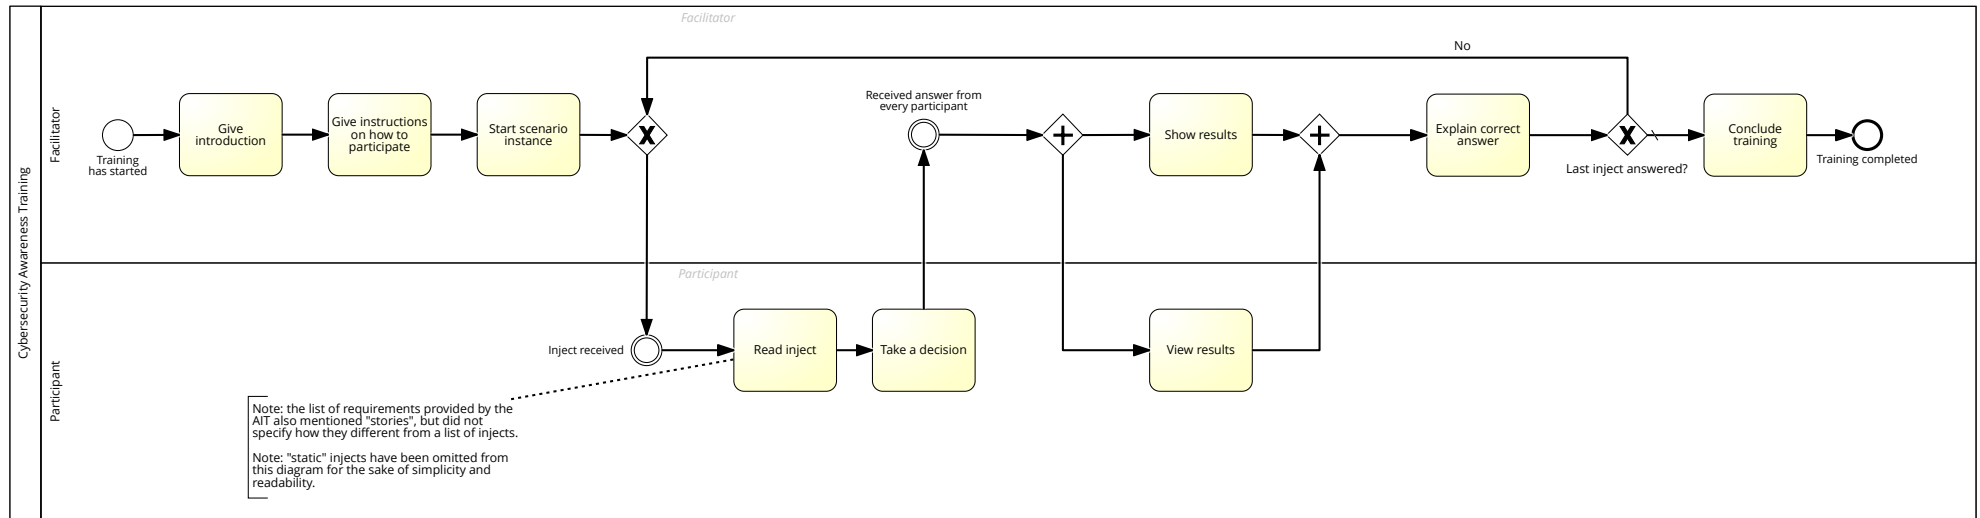 Cybersecurity Awareness Training
Facilitator
Facilitator
Training
has started
Give
introduction
Give instructions
on how to
participate
Start scenario
instance
X
Received answer from
every participant
Show results
Explain correct
answer
No
X
Last inject answered?
Conclude
training
Training completed
Participant
Participant
Inject received
Read inject
Take a decision
View results
Note: the list of requirements provided by the
AIT also mentioned "stories", but did not
specify how they different from a list of injects.
Note: "static" injects have been omitted from
this diagram for the sake of simplicity and
readability.